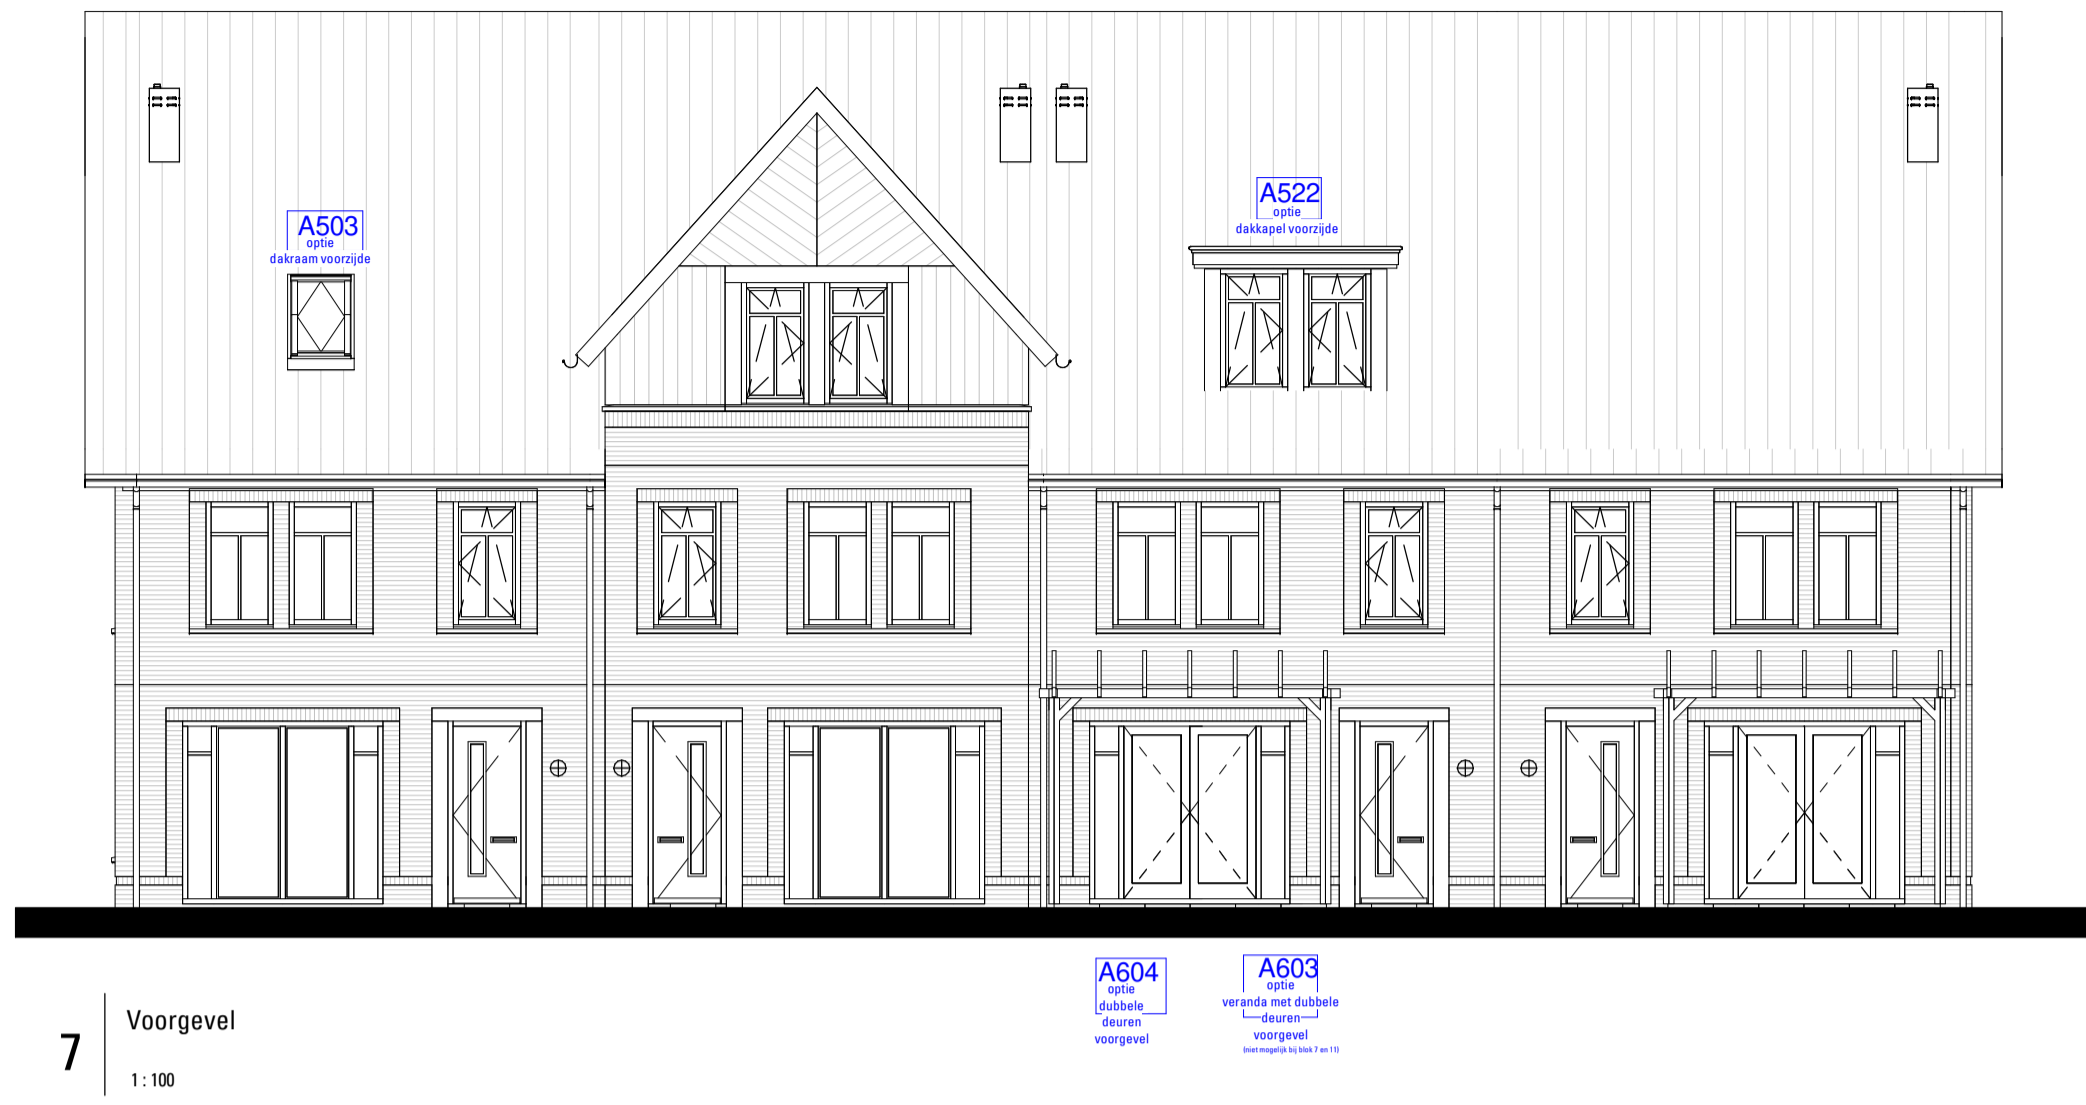 A503
optie
dakraam voorzijde
A522
optie
dakkapel voorzijde
A604
optie
dubbele
deuren
voorgevel
A603
optie
veranda met dubbele
deuren
voorgevel
(niet mogelijk bij blok 7 en 11)
7
Voorgevel
1 : 100